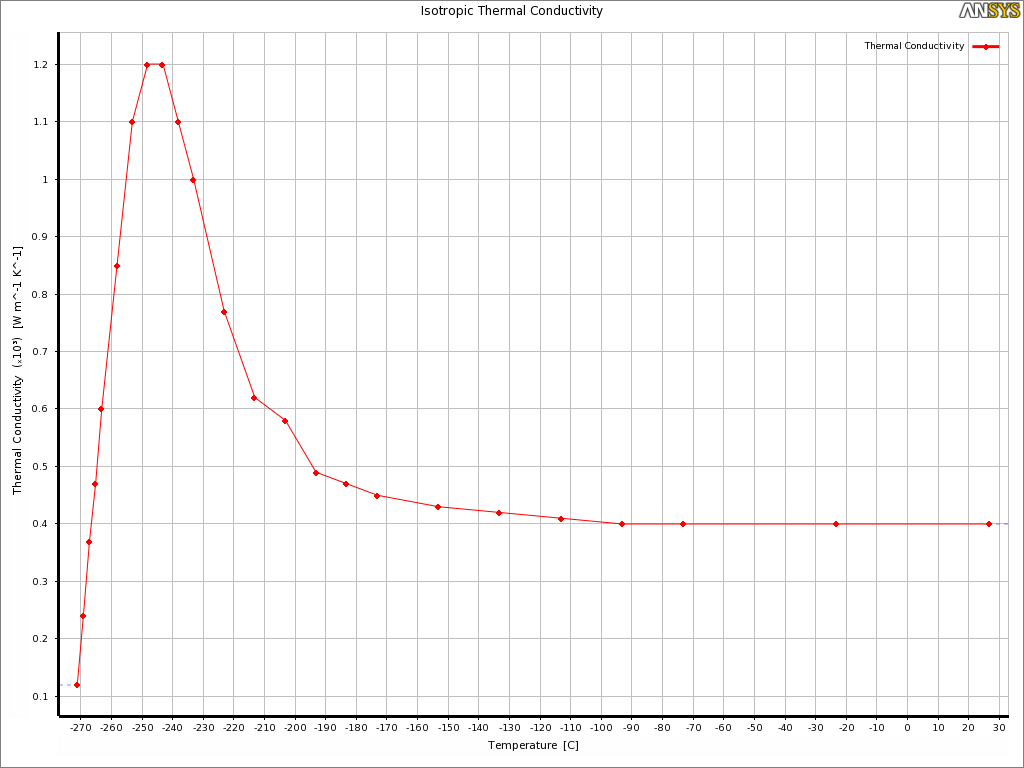 Isotropic Thermal Conductivity
ANSYS
Thermal Conductivity
1.2
1.1
1
0.9
0.8
0.7
0.6
0.5
0.4
0.3
0.2
0.1
Thermal Conductivity (x10³) [W m^-1 K^-1]
-270 -260 -250 -240 -230 -220 -210 -200 -190 -180 -170 -160 -150 -140 -130 -120 -110 -100 -90 -80 -70 -60 -50 -40 -30 -20 -10 0 10 20 30
Temperature [C]